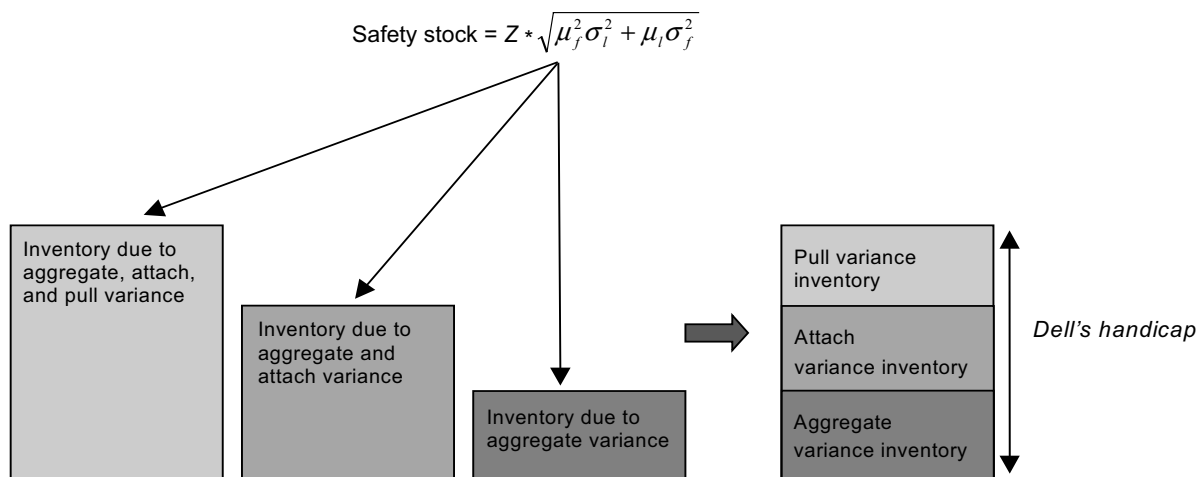 Safety stock = Z * √μ_f²σ_l² + μ_lσ_f²
Inventory due to
aggregate, attach,
and pull variance
Inventory due to
aggregate and
attach variance
Inventory due to
aggregate variance
Pull variance
inventory
Attach
variance inventory
Aggregate
variance inventory
Dell's handicap